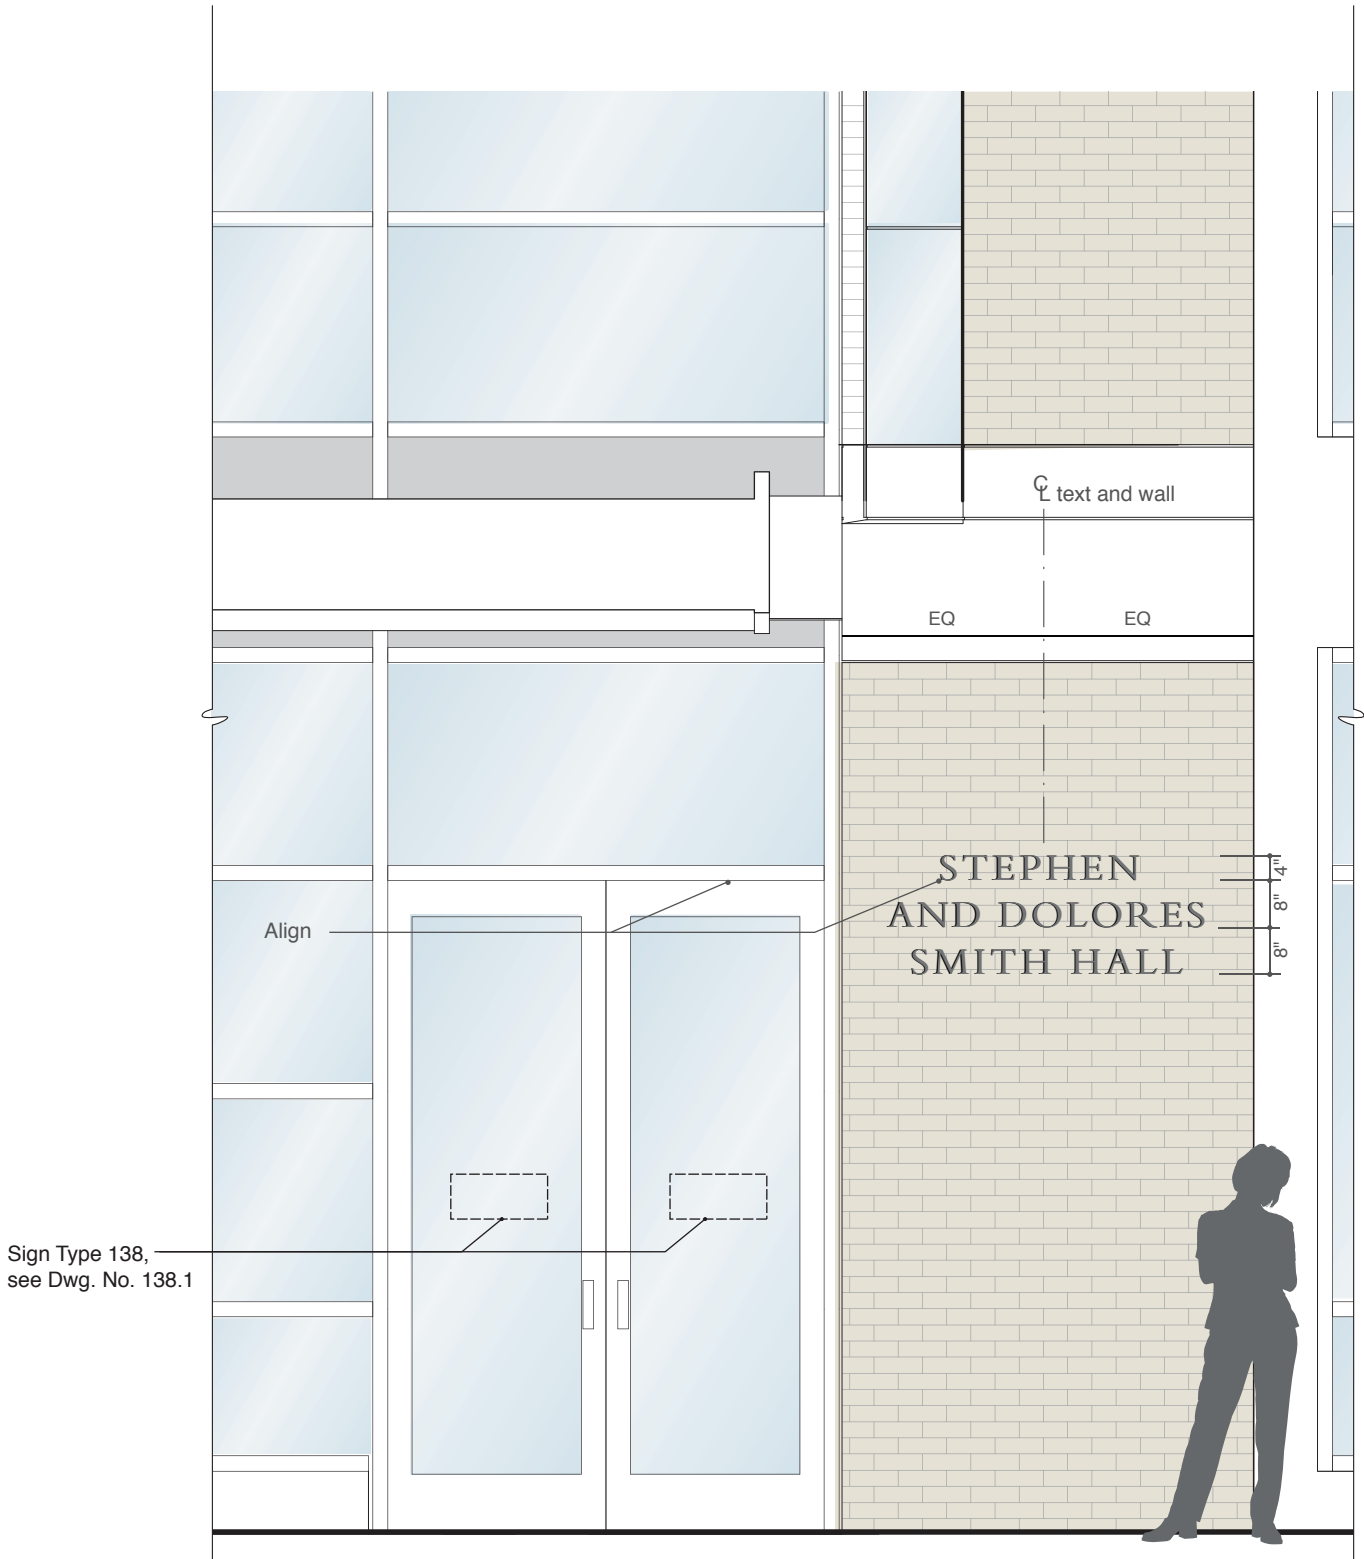 ℄ text and wall
EQ
EQ
STEPHEN
AND DOLORES
SMITH HALL
4"
8"
8"
Align
Sign Type 138,
see Dwg. No. 138.1